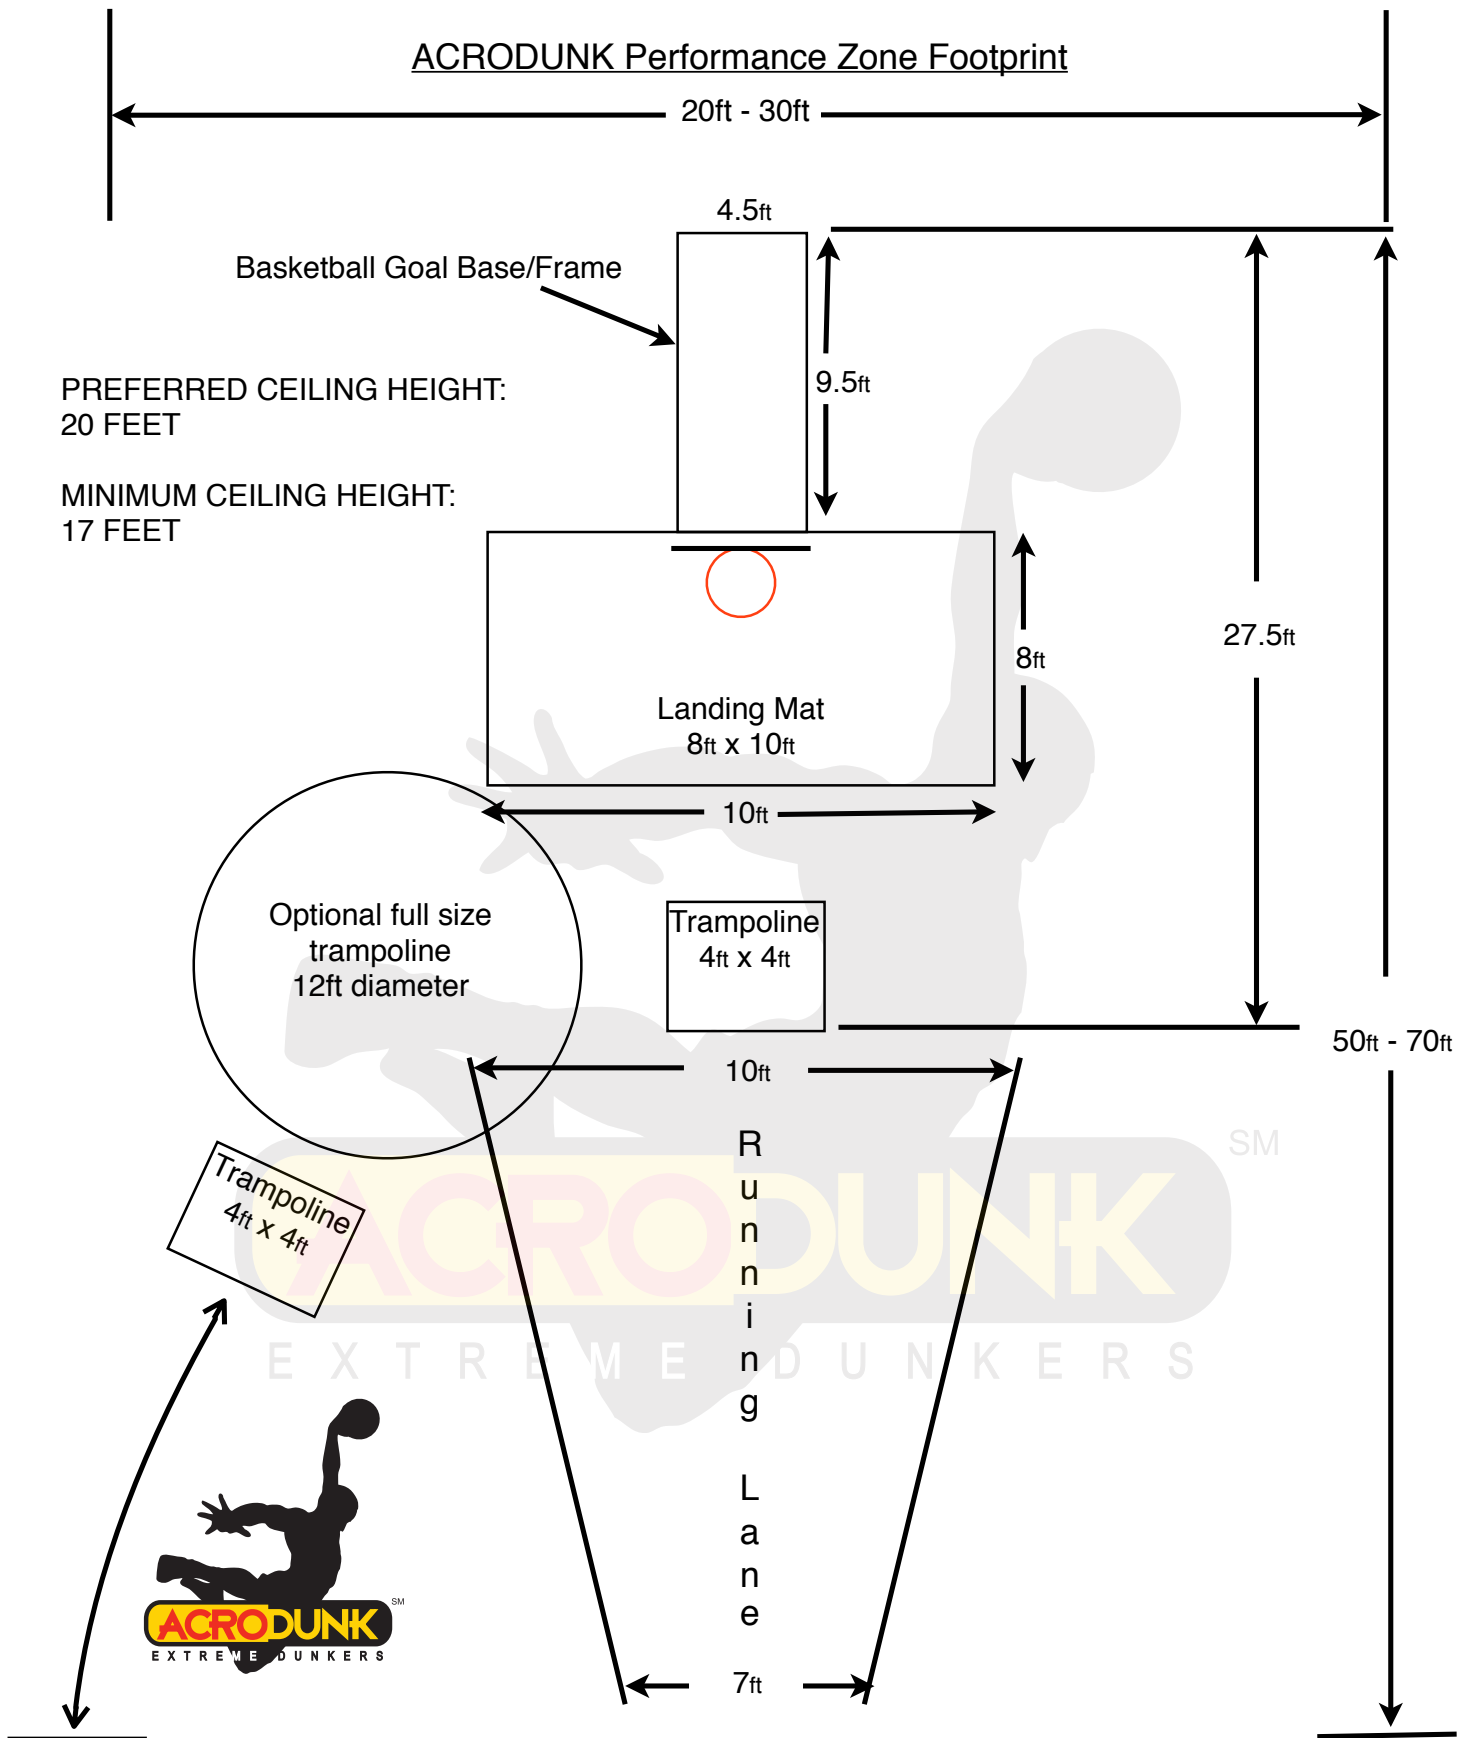 ACRODUNK Performance Zone Footprint
20ft - 30ft
4.5ft
Basketball Goal Base/Frame
9.5ft
PREFERRED CEILING HEIGHT:
20 FEET
MINIMUM CEILING HEIGHT:
17 FEET
27.5ft
8ft
Landing Mat
8ft x 10ft
10ft
Optional full size
trampoline
12ft diameter
Trampoline
4ft x 4ft
50ft - 70ft
10ft
Running Lane
SM
ACRODUNK
EXTREME DUNKERS
Trampoline
4ft x 4ft
SM
ACRODUNK
EXTREME DUNKERS
7ft